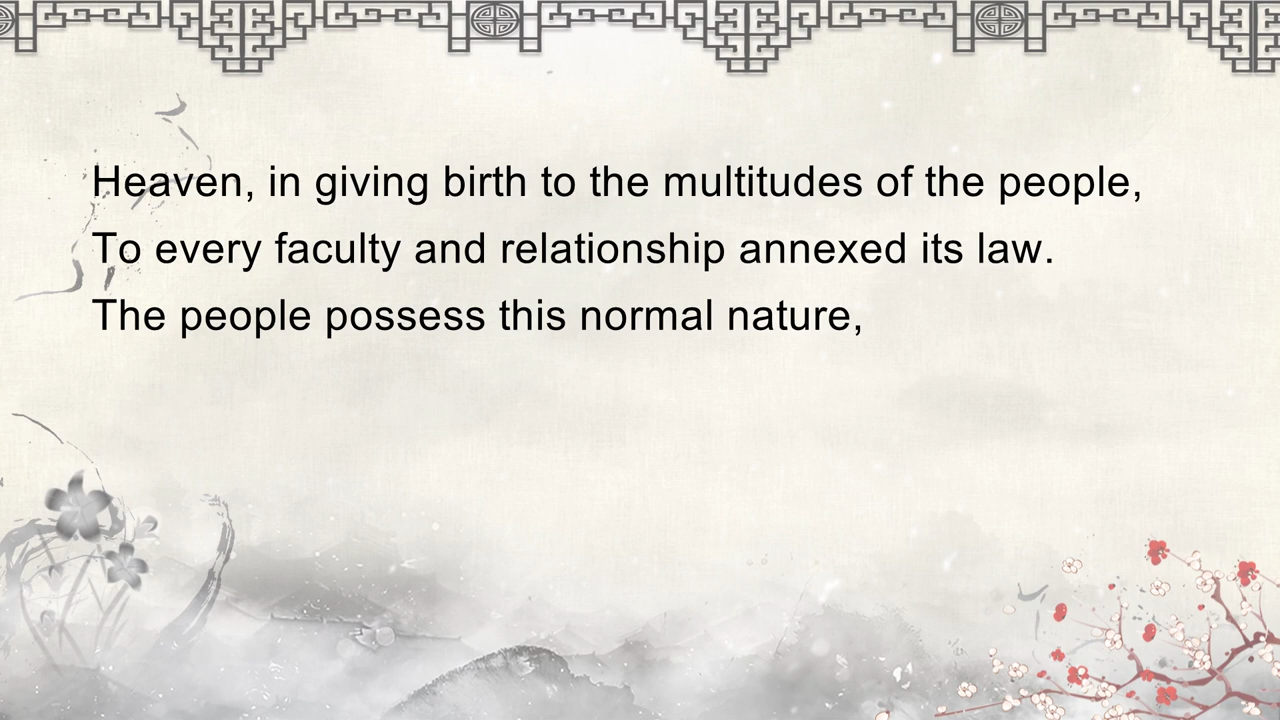 Heaven, in giving birth to the multitudes of the people,
To every faculty and relationship annexed its law.
The people possess this normal nature,